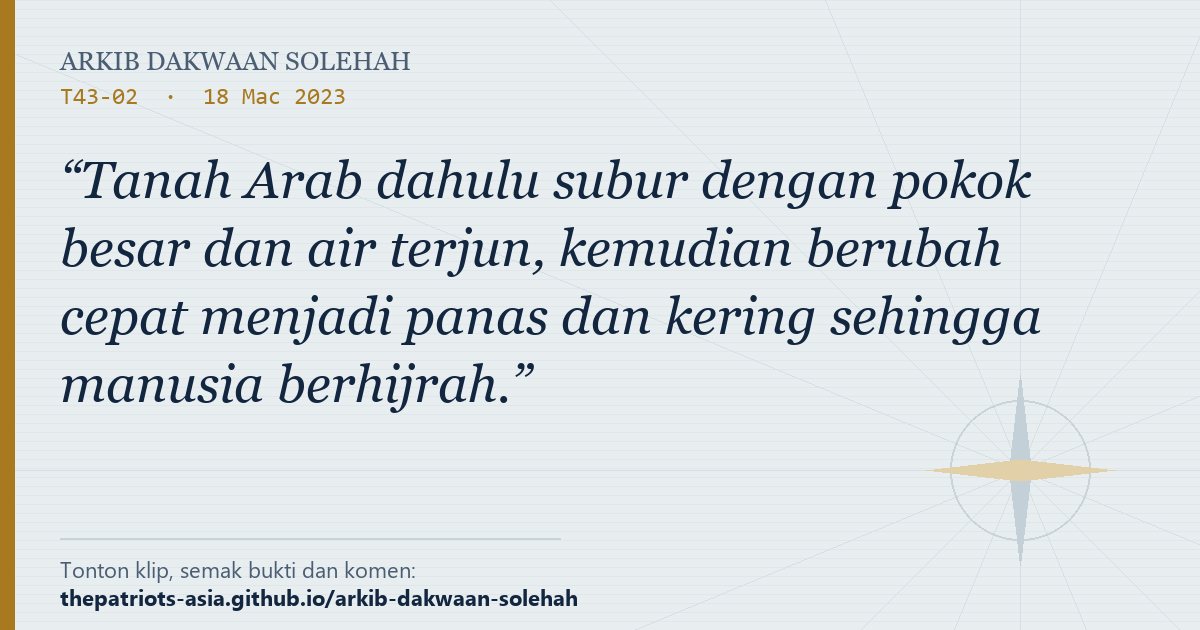 ARKIB DAKWAAN SOLEHAH
T43-02 · 18 Mac 2023
“Tanah Arab dahulu subur dengan pokok
besar dan air terjun, kemudian berubah
cepat menjadi panas dan kering sehingga
manusia berhijrah.”
Tonton klip, semak bukti dan komen:
thepatriots-asia.github.io/arkib-dakwaan-solehah